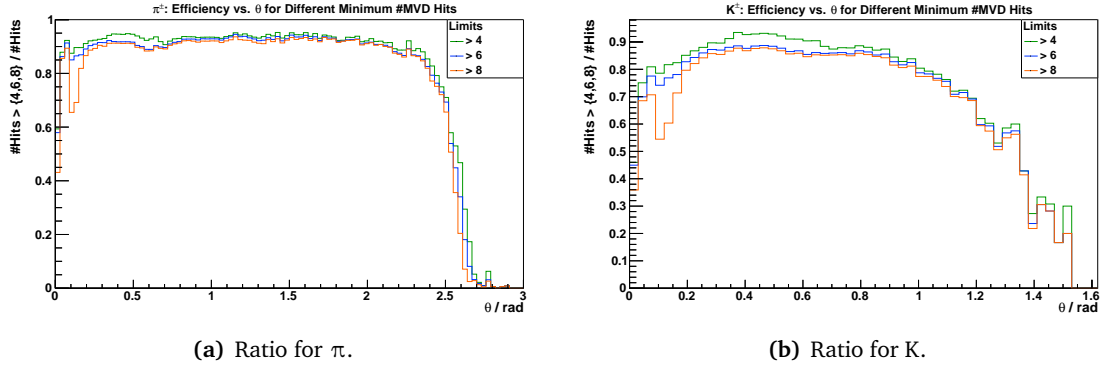 π±: Efficiency vs. θ for Different Minimum #MVD Hits
#Hits > {4,6,8} / #Hits
1
0.8
0.6
0.4
0.2
0
Limits
> 4
> 6
> 8
0 0.5 1 1.5 2 2.5 3
θ / rad
(a) Ratio for π.
K±: Efficiency vs. θ for Different Minimum #MVD Hits
#Hits > {4,6,8} / #Hits
0.9
0.8
0.7
0.6
0.5
0.4
0.3
0.2
0.1
0
Limits
> 4
> 6
> 8
0 0.2 0.4 0.6 0.8 1 1.2 1.4 1.6
θ / rad
(b) Ratio for K.